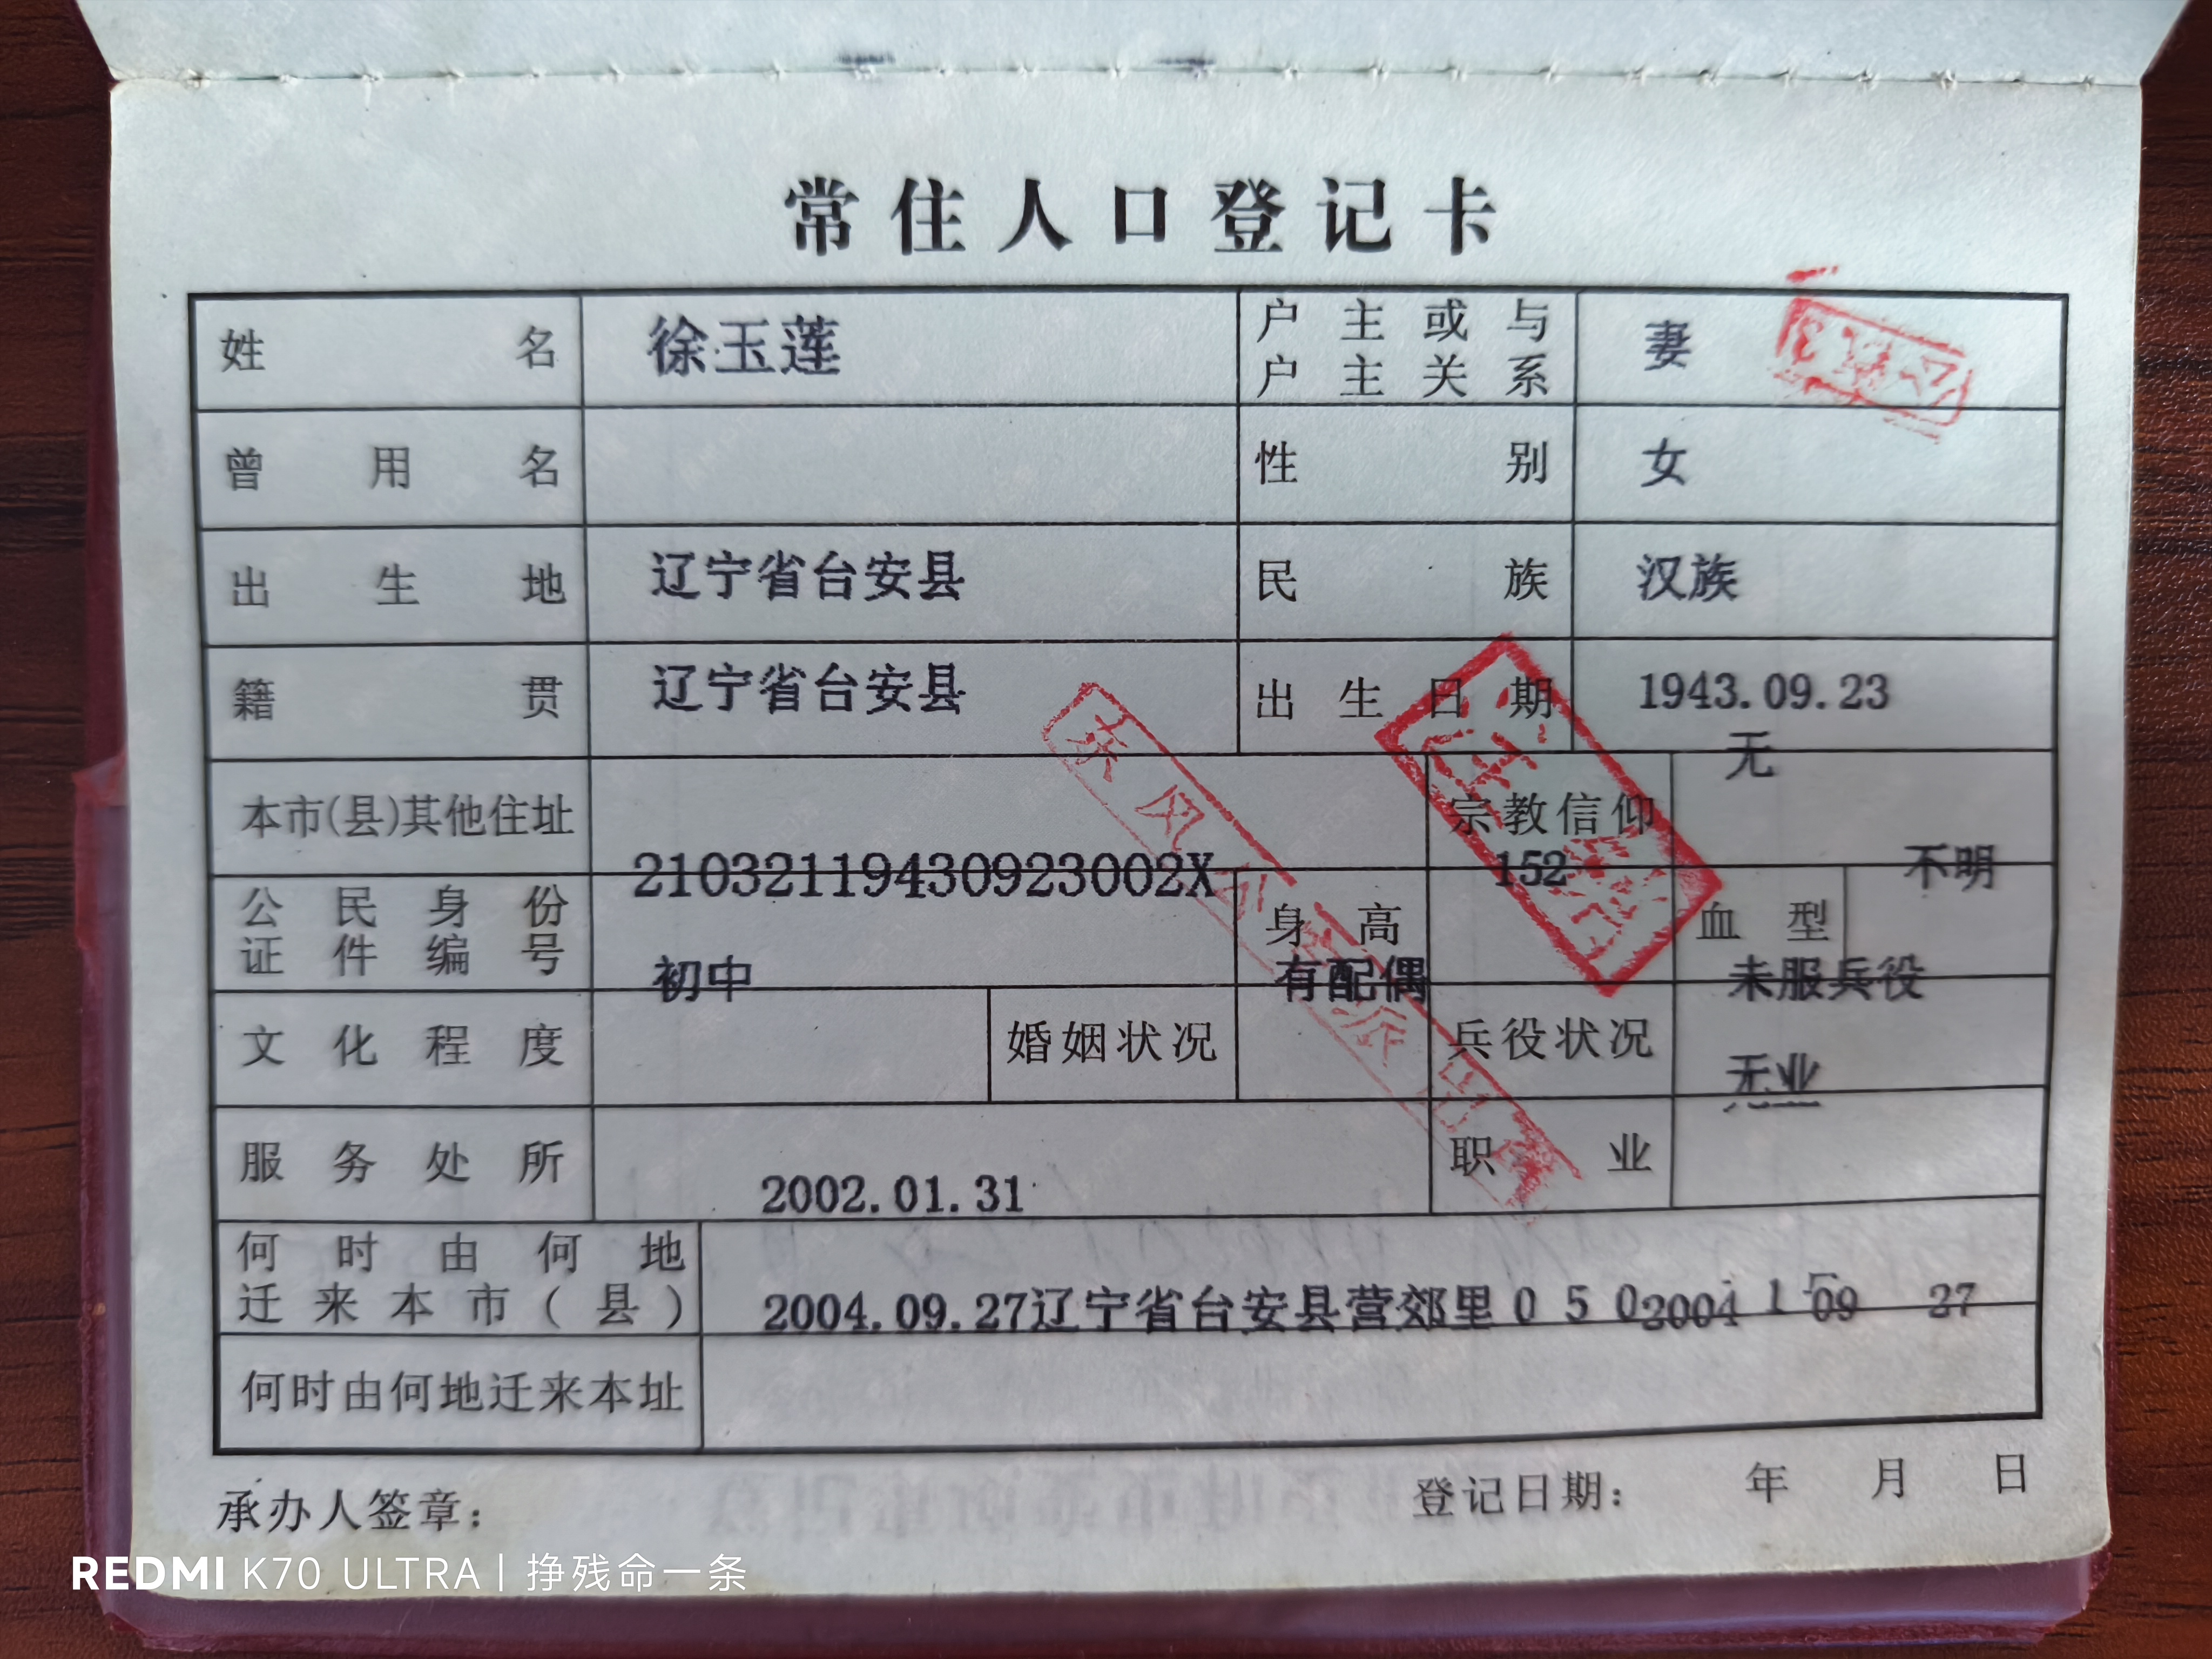 常住人口登记卡
姓名 徐玉莲 户主或与户主关系 妻
曾用名 性别 女
出生地 辽宁省台安县 民族 汉族
籍贯 辽宁省台安县 出生日期 1943.09.23
本市(县)其他住址 宗教信仰 无
公民身份证件编号 21032119430923002X 身高 152 血型 不明
文化程度 初中 婚姻状况 有配偶 兵役状况 未服兵役
服务处所 职业 无业
何时由何地迁来本市(县) 2002.01.31
何时由何地迁来本址 2004.09.27辽宁省台安县营郊里050
2004 09 27
承办人签章: 登记日期: 年 月 日
REDMI K70 ULTRA | 挣残命一条